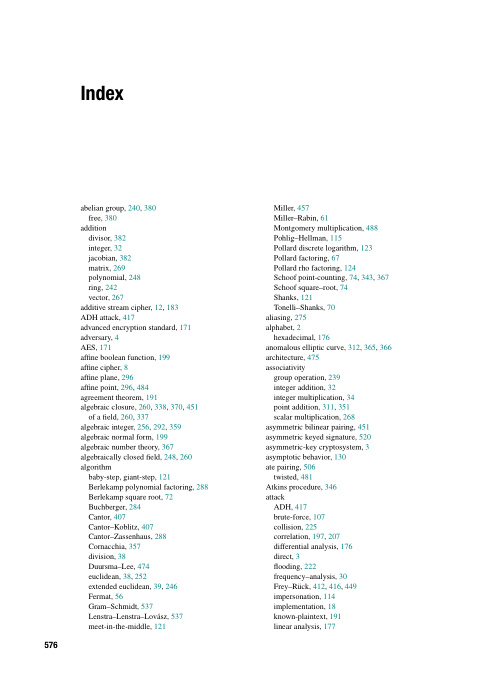 Index
abelian group, 240, 380
free, 380
addition
divisor, 382
integer, 32
jacobian, 382
matrix, 269
polynomial, 248
ring, 242
vector, 267
additive stream cipher, 12, 183
ADH attack, 417
advanced encryption standard, 171
adversary, 4
AES, 171
affine boolean function, 199
affine cipher, 8
affine plane, 296
affine point, 296, 484
agreement theorem, 191
algebraic closure, 260, 338, 370, 451
of a field, 260, 337
algebraic integer, 256, 292, 359
algebraic normal form, 199
algebraic number theory, 367
algebraically closed field, 248, 260
algorithm
baby-step, giant-step, 121
Berlekamp polynomial factoring, 288
Berlekamp square root, 72
Buchberger, 284
Cantor, 407
Cantor–Koblitz, 407
Cantor–Zassenhaus, 288
Cornacchia, 357
division, 38
Duursma–Lee, 474
euclidean, 38, 252
extended euclidean, 39, 246
Fermat, 56
Gram–Schmidt, 537
Lenstra–Lenstra–Lovász, 537
meet-in-the-middle, 121
Miller, 457
Miller–Rabin, 61
Montgomery multiplication, 488
Pohlig–Hellman, 115
Pollard discrete logarithm, 123
Pollard factoring, 67
Pollard rho factoring, 124
Schoof point-counting, 74, 343, 367
Schoof square–root, 74
Shanks, 121
Tonelli–Shanks, 70
aliasing, 275
alphabet, 2
hexadecimal, 176
anomalous elliptic curve, 312, 365, 366
architecture, 475
associativity
group operation, 239
integer addition, 32
integer multiplication, 34
point addition, 311, 351
scalar multiplication, 268
asymmetric bilinear pairing, 451
asymmetric keyed signature, 520
asymmetric-key cryptosystem, 3
asymptotic behavior, 130
ate pairing, 506
twisted, 481
Atkins procedure, 346
attack
ADH, 417
brute-force, 107
collision, 225
correlation, 197, 207
differential analysis, 176
direct, 3
flooding, 222
frequency–analysis, 30
Frey–Rück, 412, 416, 449
impersonation, 114
implementation, 18
known-plaintext, 191
linear analysis, 177
576